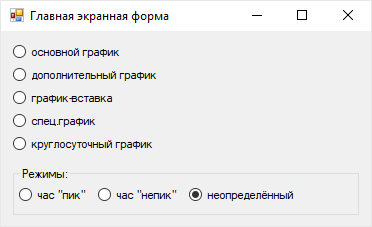 Главная экранная форма
основной график
дополнительный график
график-вставка
спец.график
круглосуточный график
Режимы:
час "пик" час "непик" неопределённый